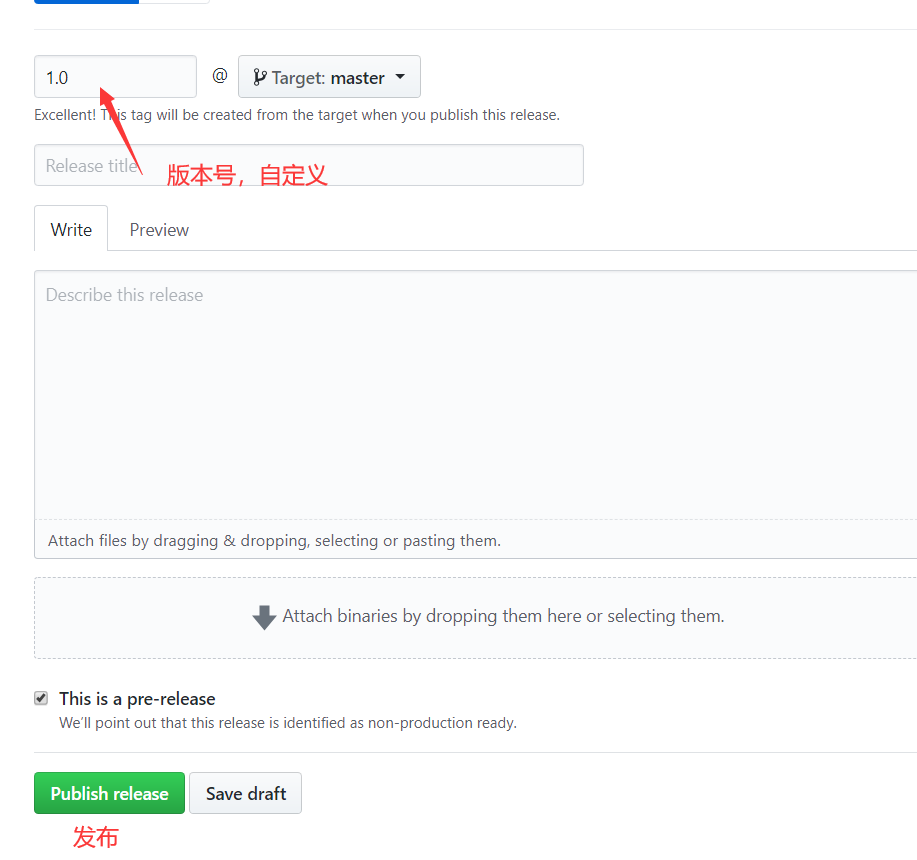 1.0 @ Target: master
Excellent! This tag will be created from the target when you publish this release.
Release title
版本号，自定义
Write Preview
Describe this release
Attach files by dragging & dropping, selecting or pasting them.
Attach binaries by dropping them here or selecting them.
This is a pre-release
We'll point out that this release is identified as non-production ready.
Publish release Save draft
发布